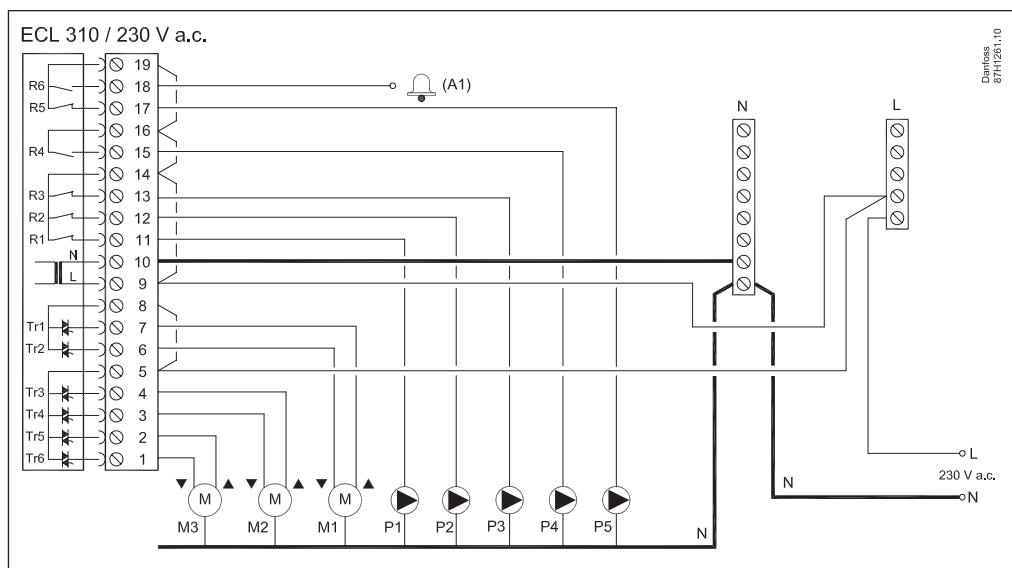 ECL 310 / 230 V a.c.
Danfoss
87H1261.10
19
R6 18 (A1)
R5 17
16
R4 15
14
R3 13
R2 12
R1 11
N 10
L 9
8
Tr1 7
Tr2 6
5
Tr3 4
Tr4 3
Tr5 2
Tr6 1
N L
L
230 V a.c.
N N
M M M
M3 M2 M1 P1 P2 P3 P4 P5
N